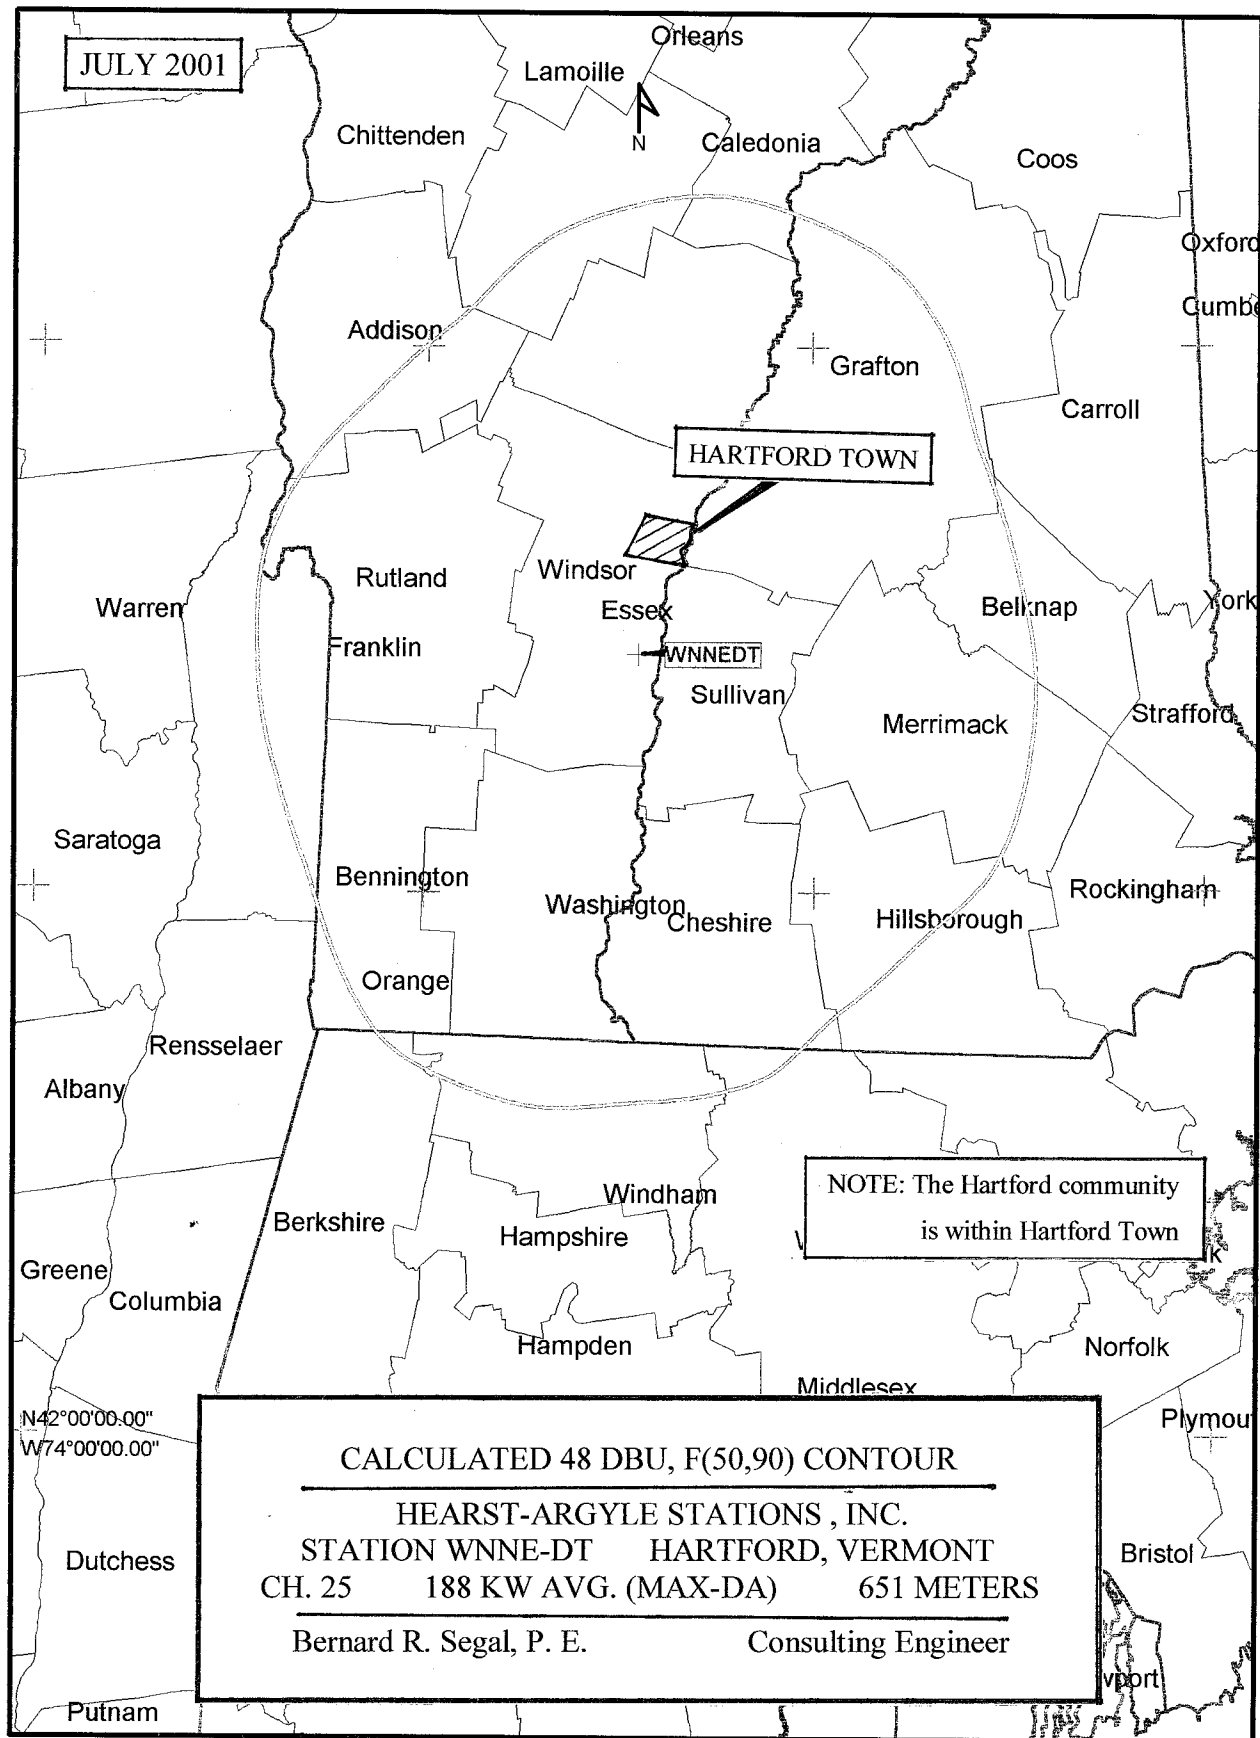 JULY 2001
Orleans
Lamoille
N
Chittenden
Caledonia
Coos
Oxford
Cumbe
Addison
Grafton
Carroll
HARTFORD TOWN
Rutland
Windsor
Essex
Belknap
York
Warren
Franklin
WNNEDT
Sullivan
Merrimack
Strafford
Saratoga
Bennington
Washington
Cheshire
Hillsborough
Rockingham
Orange
Rensselaer
Albany
NOTE: The Hartford community
is within Hartford Town
Berkshire
Windham
Hampshire
k
Greene
Columbia
Hampden
Norfolk
Middlesex
N42°00'00.00"
W74°00'00.00"
Plymou
CALCULATED 48 DBU, F(50,90) CONTOUR
HEARST-ARGYLE STATIONS , INC.
STATION WNNE-DT HARTFORD, VERMONT
CH. 25 188 KW AVG. (MAX-DA) 651 METERS
Bernard R. Segal, P. E. Consulting Engineer
Dutchess
Bristol
wport
Putnam